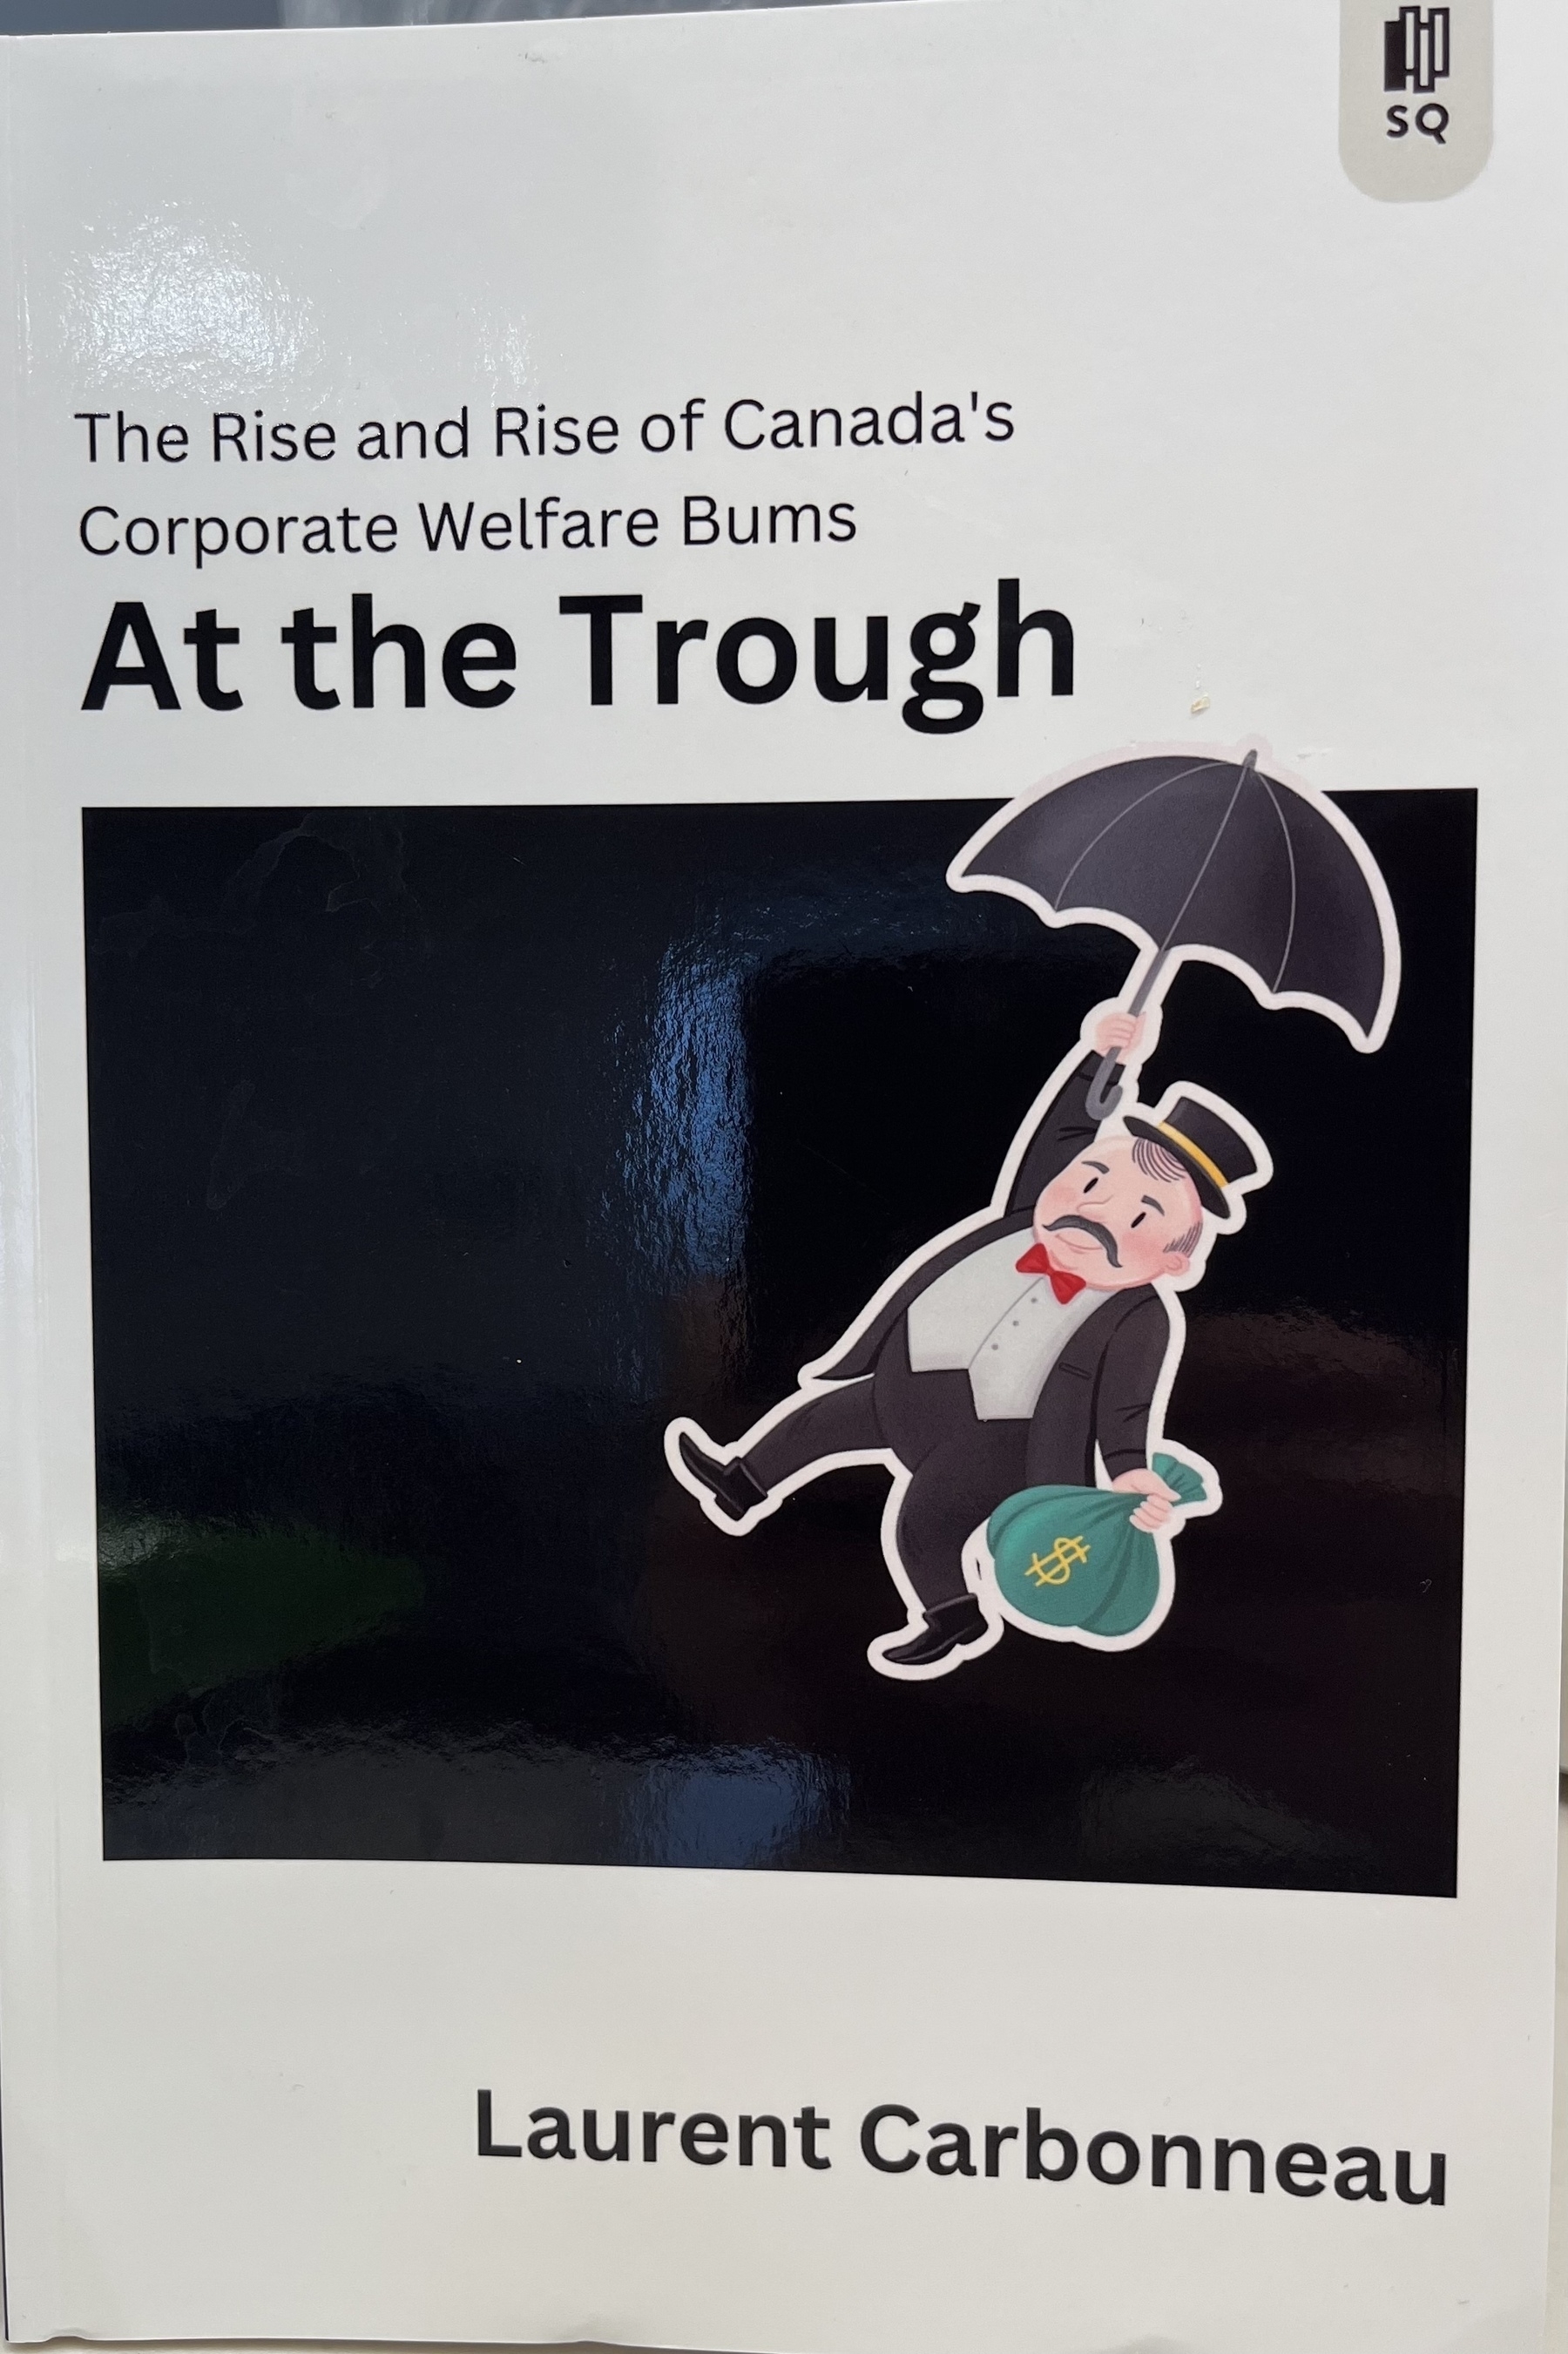 SQ
The Rise and Rise of Canada's
Corporate Welfare Bums
At the Trough
$
Laurent Carbonneau